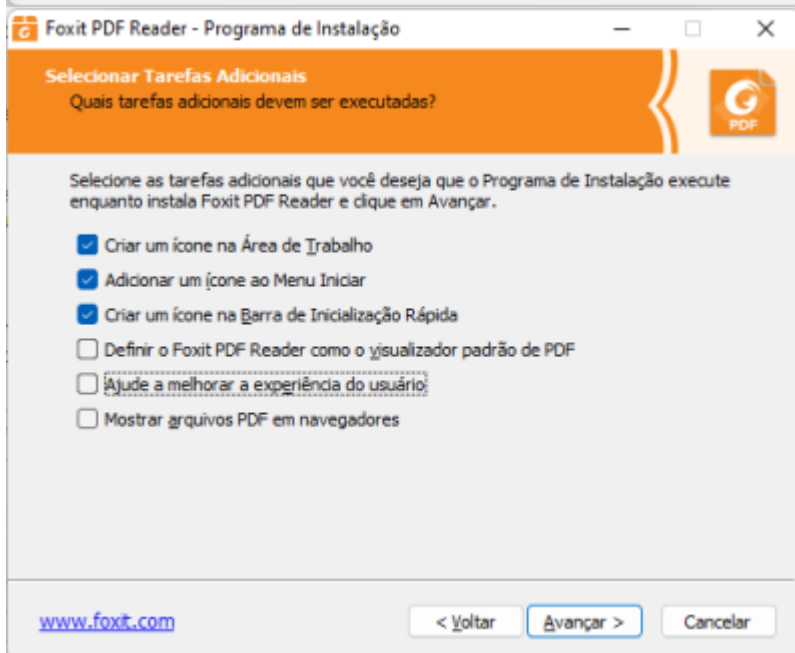 Foxit PDF Reader - Programa de Instalação
Selecionar Tarefas Adicionais
Quais tarefas adicionais devem ser executadas?
PDF
Selecione as tarefas adicionais que você deseja que o Programa de Instalação execute
enquanto instala Foxit PDF Reader e clique em Avançar.
Criar um ícone na Área de Trabalho
Adicionar um ícone ao Menu Iniciar
Criar um ícone na Barra de Inicialização Rápida
Definir o Foxit PDF Reader como o visualizador padrão de PDF
Ajude a melhorar a experiência do usuário
Mostrar arquivos PDF em navegadores
www.foxit.com
< Voltar
Avançar >
Cancelar